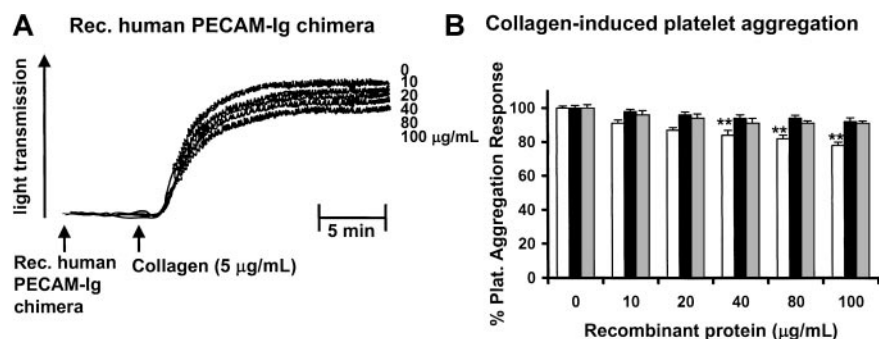 A
Rec. human PECAM-Ig chimera
light transmission
0
10
20
40
80
100 μg/mL
5 min
Rec. human
PECAM-Ig
chimera
Collagen (5 μg/mL)
B
Collagen-induced platelet aggregation
% Plat. Aggregation Response
100
80
60
40
20
0
**
**
**
0 10 20 40 80 100
Recombinant protein (μg/mL)